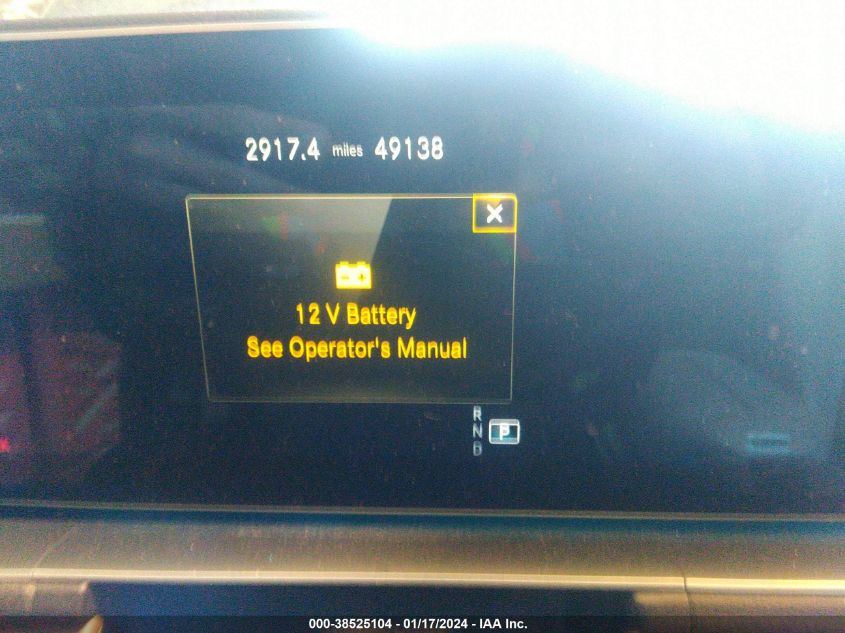 2917.4 miles 49138
12 V Battery
See Operator's Manual
R
N P
D
000-38525104 - 01/17/2024 - IAA Inc.